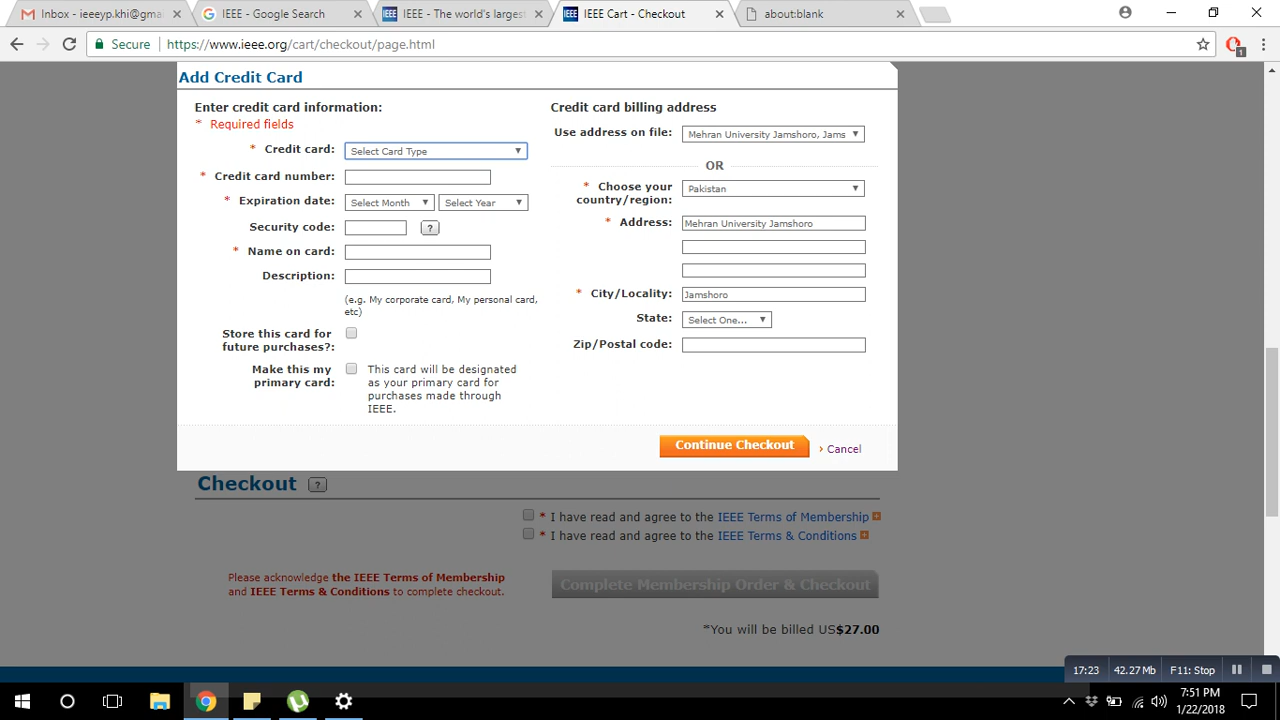 Inbox - ieeeyp.khi@gma
IEEE - Google Search
IEEE - The world's largest
IEEE Cart - Checkout
about:blank
Secure
https://www.ieee.org/cart/checkout/page.html
1
Add Credit Card
Enter credit card information:
* Required fields
* Credit card: Select Card Type
* Credit card number:
* Expiration date: Select Month Select Year
Security code: ?
* Name on card:
Description:
(e.g. My corporate card, My personal card,
etc)
Store this card for
future purchases?:
Make this my
primary card:
This card will be designated
as your primary card for
purchases made through
IEEE.
Credit card billing address
Use address on file: Mehran University Jamshoro, Jams
OR
* Choose your
country/region:
Pakistan
* Address: Mehran University Jamshoro
* City/Locality: Jamshoro
State: Select One...
Zip/Postal code:
Continue Checkout
Cancel
Checkout ?
* I have read and agree to the IEEE Terms of Membership
* I have read and agree to the IEEE Terms & Conditions
Please acknowledge the IEEE Terms of Membership
and IEEE Terms & Conditions to complete checkout.
Complete Membership Order & Checkout
*You will be billed US$27.00
17:23
42.27 Mb
F11: Stop
7:51 PM
1/22/2018